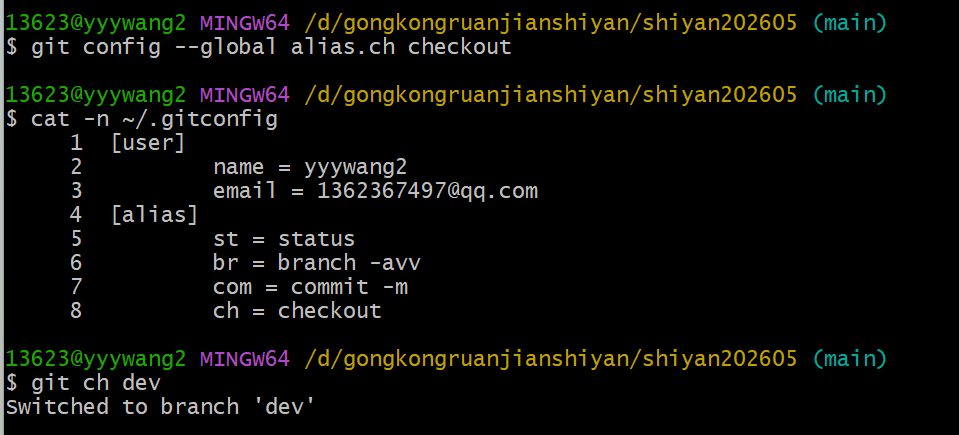 13623@yyywang2 MINGW64 /d/gongkongruanjianshiyan/shiyan202605 (main)
$ git config --global alias.ch checkout
13623@yyywang2 MINGW64 /d/gongkongruanjianshiyan/shiyan202605 (main)
$ cat -n ~/.gitconfig
1 [user]
2 name = yyywang2
3 email = 1362367497@qq.com
4 [alias]
5 st = status
6 br = branch -avv
7 com = commit -m
8 ch = checkout
13623@yyywang2 MINGW64 /d/gongkongruanjianshiyan/shiyan202605 (main)
$ git ch dev
Switched to branch 'dev'